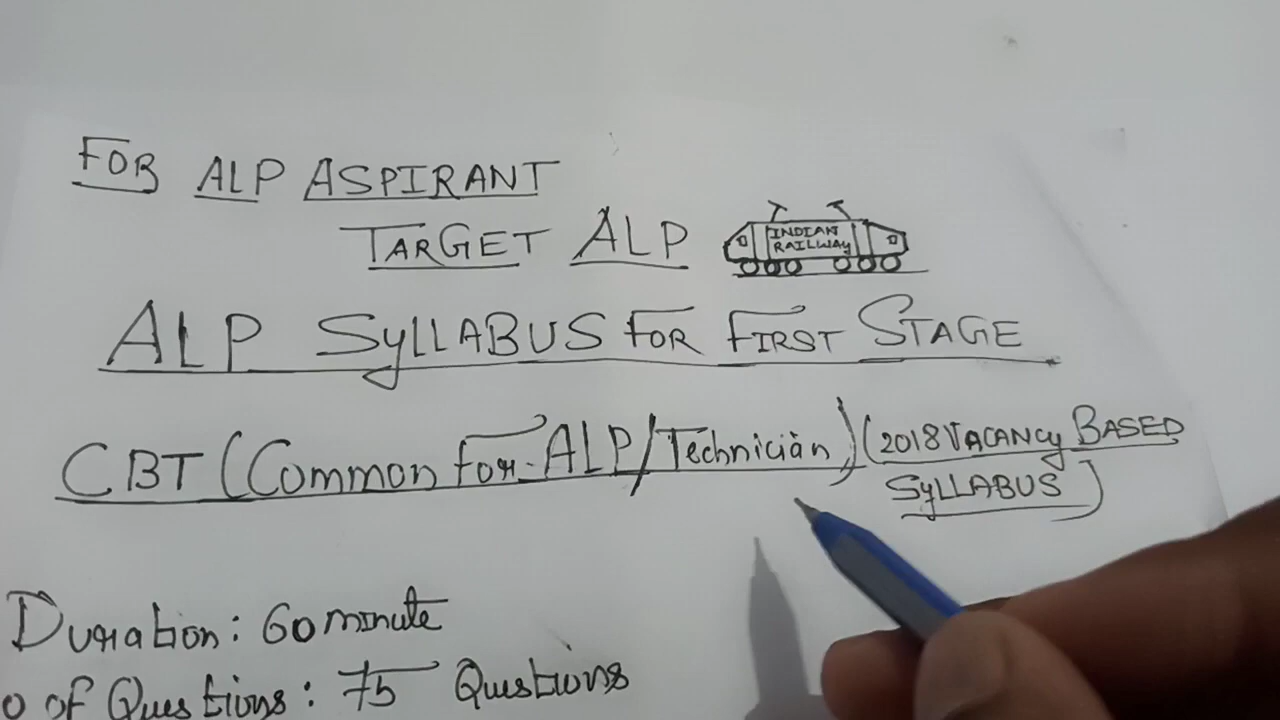 FOR ALP ASPIRANT
TARGET ALP
INDIAN
RAILWAY
ALP SyLLABUS FOR FIRST STAGE
CBT (Common for ALP/Technician) (2018 VACANCy BASED
SyLLABUS)
Duration: 60 minute
o of Questions: 75 Questions